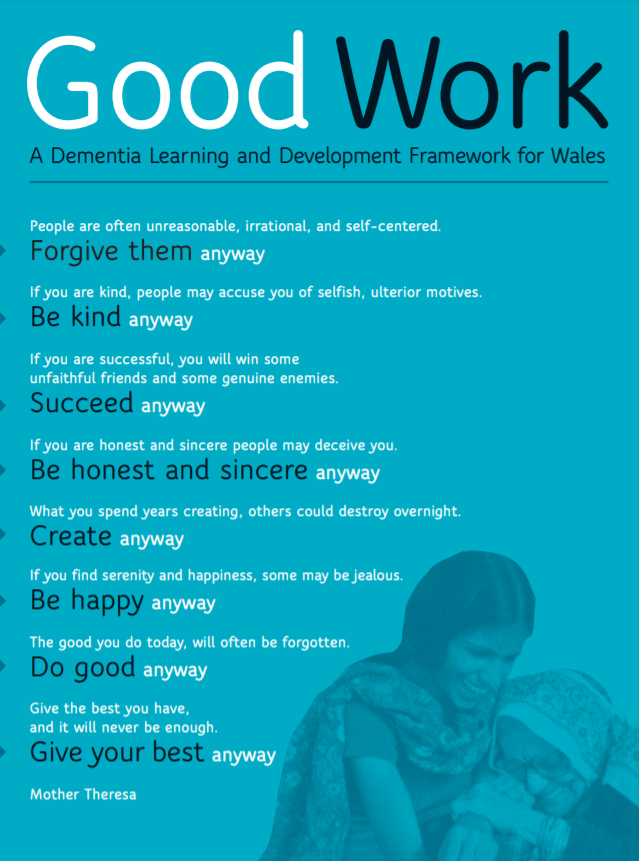 Good Work
A Dementia Learning and Development Framework for Wales
People are often unreasonable, irrational, and self-centered.
Forgive them anyway
If you are kind, people may accuse you of selfish, ulterior motives.
Be kind anyway
If you are successful, you will win some
unfaithful friends and some genuine enemies.
Succeed anyway
If you are honest and sincere people may deceive you.
Be honest and sincere anyway
What you spend years creating, others could destroy overnight.
Create anyway
If you find serenity and happiness, some may be jealous.
Be happy anyway
The good you do today, will often be forgotten.
Do good anyway
Give the best you have,
and it will never be enough.
Give your best anyway
Mother Theresa